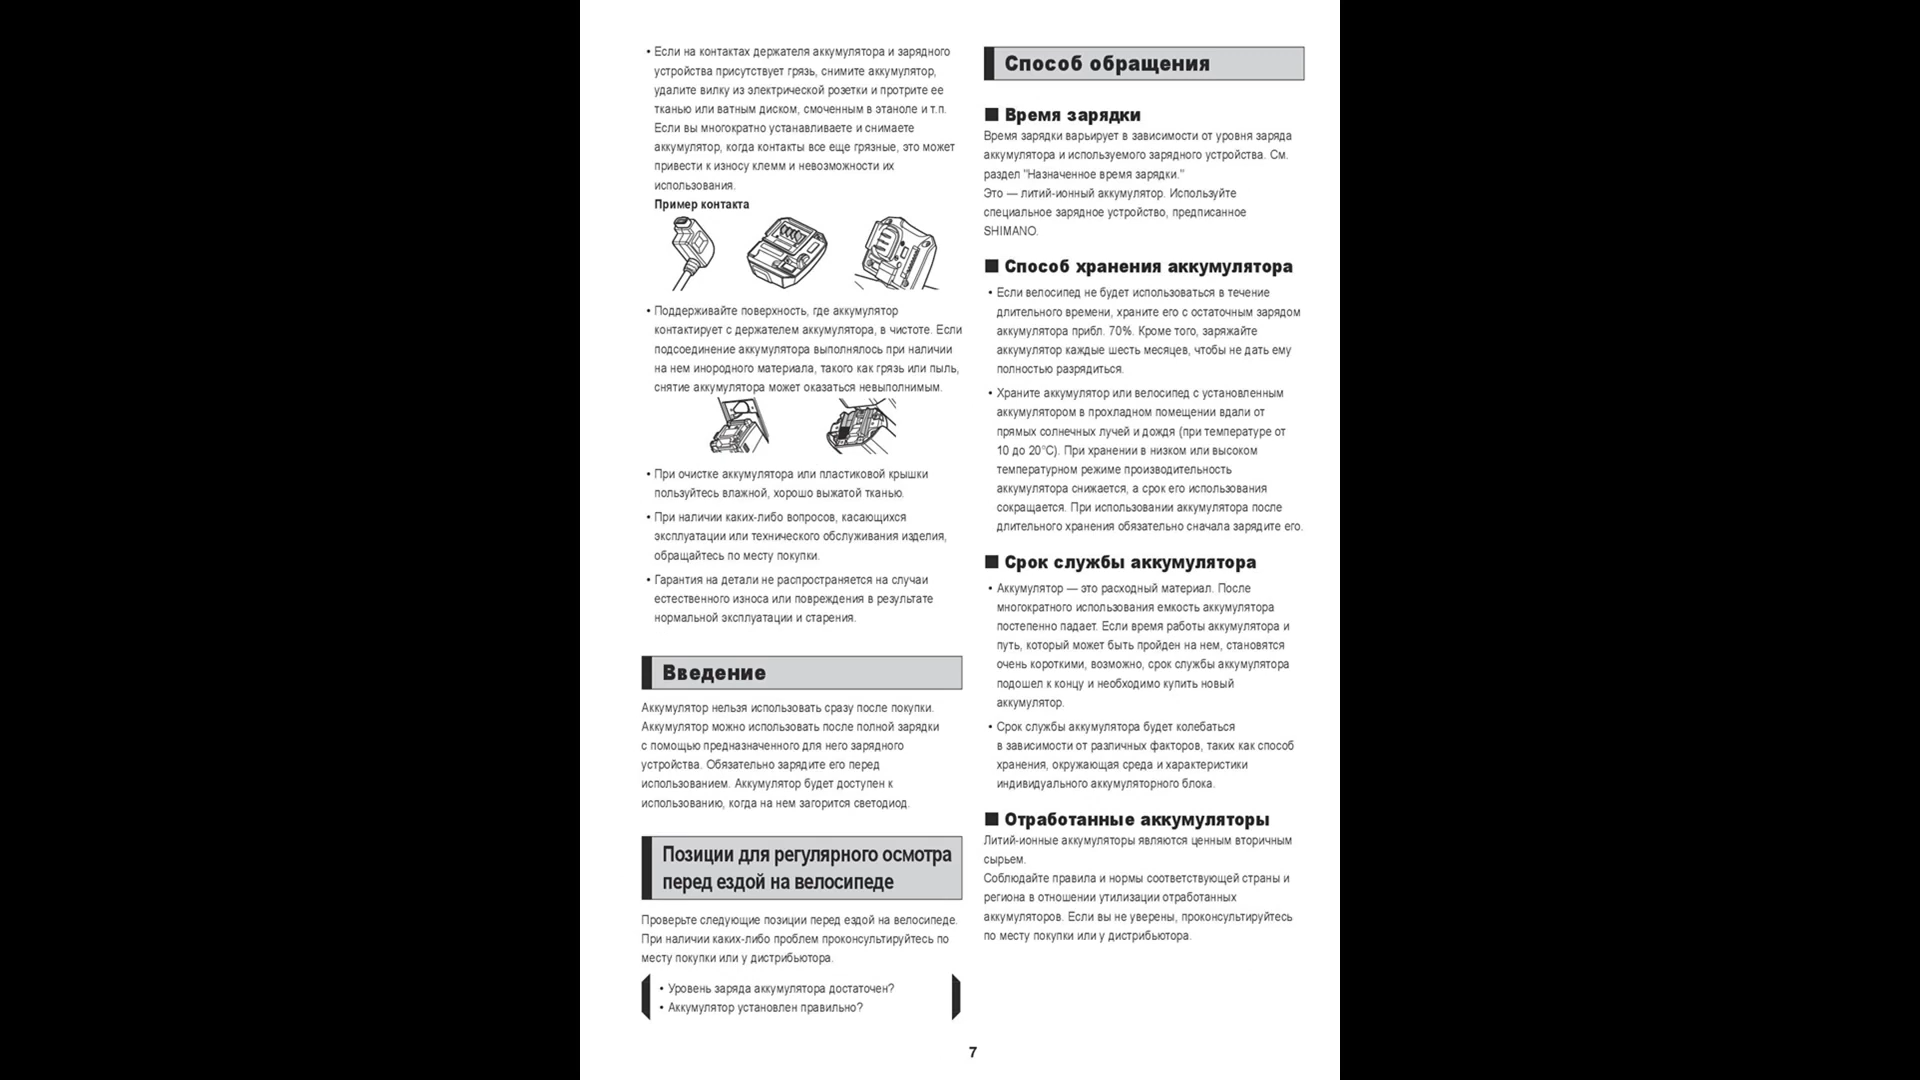 • Если на контактах держателя аккумулятора и зарядного
устройства присутствует грязь, снимите аккумулятор,
удалите вилку из электрической розетки и протрите ее
тканью или ватным диском, смоченным в этаноле и т.п.
Если вы многократно устанавливаете и снимаете
аккумулятор, когда контакты все еще грязные, это может
привести к износу клемм и невозможности их
использования.
Пример контакта
• Поддерживайте поверхность, где аккумулятор
контактирует с держателем аккумулятора, в чистоте. Если
подсоединение аккумулятора выполнялось при наличии
на нем инородного материала, такого как грязь или пыль,
снятие аккумулятора может оказаться невыполнимым.
• При очистке аккумулятора или пластиковой крышки
пользуйтесь влажной, хорошо выжатой тканью.
• При наличии каких-либо вопросов, касающихся
эксплуатации или технического обслуживания изделия,
обращайтесь по месту покупки.
• Гарантия на детали не распространяется на случаи
естественного износа или повреждения в результате
нормальной эксплуатации и старения.
Введение
Аккумулятор нельзя использовать сразу после покупки.
Аккумулятор можно использовать после полной зарядки
с помощью предназначенного для него зарядного
устройства. Обязательно зарядите его перед
использованием. Аккумулятор будет доступен к
использованию, когда на нем загорится светодиод.
Позиции для регулярного осмотра
перед ездой на велосипеде
Проверьте следующие позиции перед ездой на велосипеде.
При наличии каких-либо проблем проконсультируйтесь по
месту покупки или у дистрибьютора.
• Уровень заряда аккумулятора достаточен?
• Аккумулятор установлен правильно?
Способ обращения
■ Время зарядки
Время зарядки варьирует в зависимости от уровня заряда
аккумулятора и используемого зарядного устройства. См.
раздел "Назначенное время зарядки."
Это — литий-ионный аккумулятор. Используйте
специальное зарядное устройство, предписанное
SHIMANO.
■ Способ хранения аккумулятора
• Если велосипед не будет использоваться в течение
длительного времени, храните его с остаточным зарядом
аккумулятора прибл. 70%. Кроме того, заряжайте
аккумулятор каждые шесть месяцев, чтобы не дать ему
полностью разрядиться.
• Храните аккумулятор или велосипед с установленным
аккумулятором в прохладном помещении вдали от
прямых солнечных лучей и дождя (при температуре от
10 до 20°C). При хранении в низком или высоком
температурном режиме производительность
аккумулятора снижается, а срок его использования
сокращается. При использовании аккумулятора после
длительного хранения обязательно сначала зарядите его.
■ Срок службы аккумулятора
• Аккумулятор — это расходный материал. После
многократного использования емкость аккумулятора
постепенно падает. Если время работы аккумулятора и
путь, который может быть пройден на нем, становятся
очень короткими, возможно, срок службы аккумулятора
подошел к концу и необходимо купить новый
аккумулятор.
• Срок службы аккумулятора будет колебаться
в зависимости от различных факторов, таких как способ
хранения, окружающая среда и характеристики
индивидуального аккумуляторного блока.
■ Отработанные аккумуляторы
Литий-ионные аккумуляторы являются ценным вторичным
сырьем.
Соблюдайте правила и нормы соответствующей страны и
региона в отношении утилизации отработанных
аккумуляторов. Если вы не уверены, проконсультируйтесь
по месту покупки или у дистрибьютора.
7